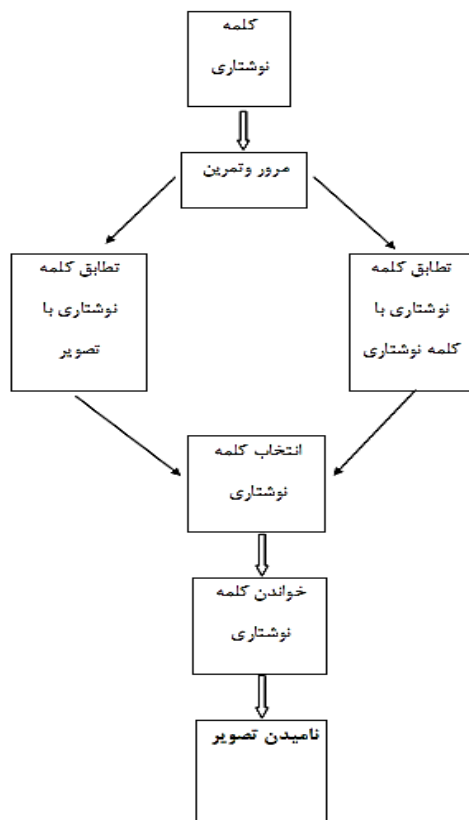 کلمه
نوشتاری
مرور وتمرین
تطابق کلمه
نوشتاری با
کلمه نوشتاری
تطابق کلمه
نوشتاری با
تصویر
انتخاب کلمه
نوشتاری
خواندن کلمه
نوشتاری
نامیدن تصویر